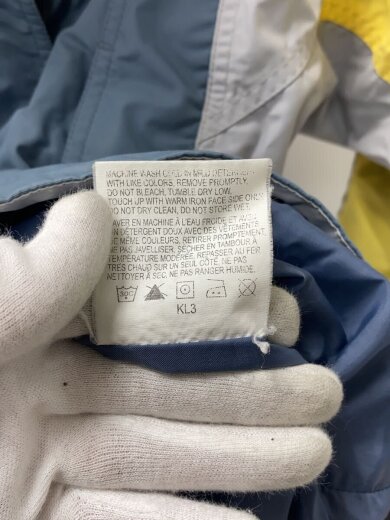 MACHINE WASH COLD IN MILD DETERGENT
WITH LIKE COLORS, REMOVE PROMPTLY.
DO NOT BLEACH, TUMBLE DRY LOW.
TOUCH UP WITH WARM IRON FACE SIDE ONLY
DO NOT DRY CLEAN, DO NOT STORE WET.
LAVER EN MACHINE À L'EAU FROIDE ET AVEC
UN DÉTERGENT DOUX AVEC DES VÊTEMENTS
DE MÊME COULEURS, RETIRER PROMPTEMENT,
NE PAS JAVELLISER, SÉCHER EN TAMBOUR À
TEMPÉRATURE MODÉRÉE, REPASSER AU FER
TRÈS CHAUD SUR UN SEUL CÔTÉ, NE PAS
NETTOYER À SEC, NE PAS RANGER HUMIDE.
KL3